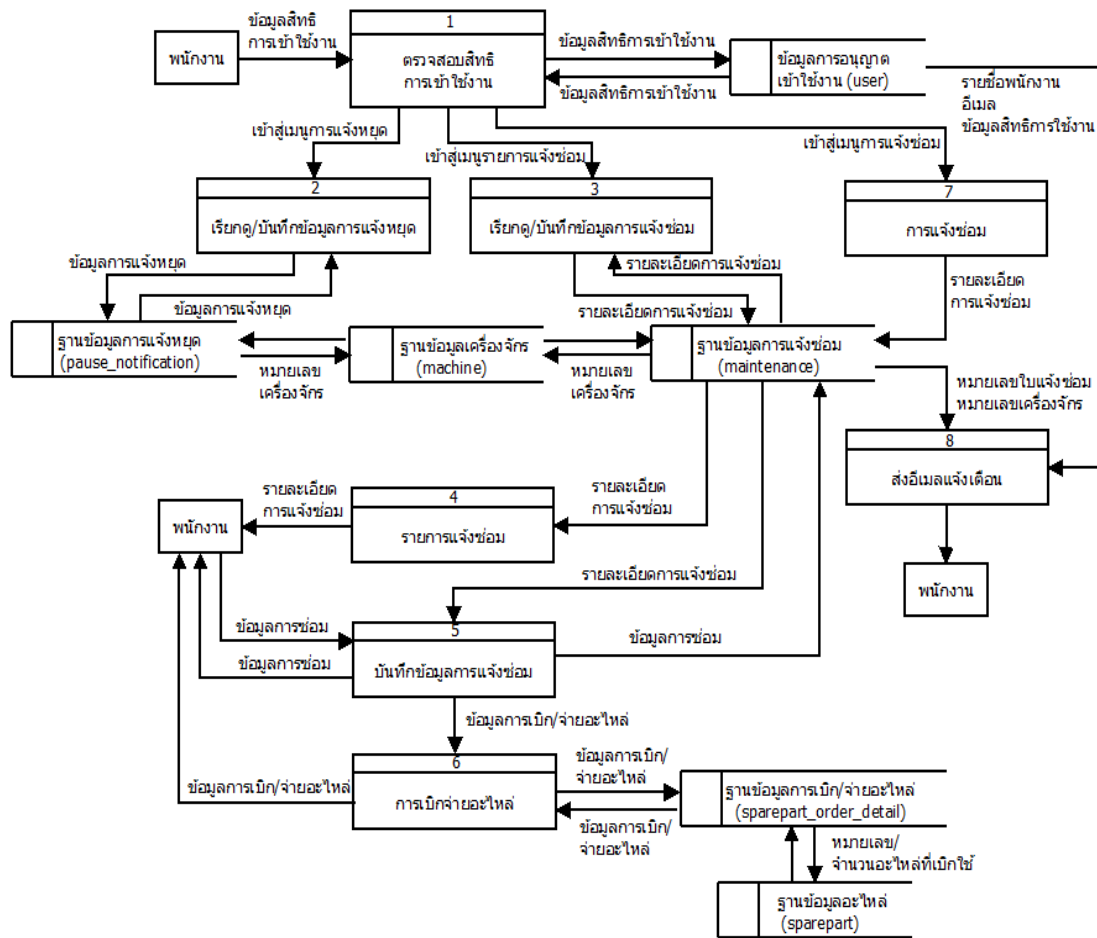 1
ข้อมูลสิทธิ
การเข้าใช้งาน
พนักงาน
ตรวจสอบสิทธิ
การเข้าใช้งาน
ข้อมูลสิทธิการเข้าใช้งาน
ข้อมูลสิทธิการเข้าใช้งาน
ข้อมูลการอนุญาต
เข้าใช้งาน (user)
รายชื่อพนักงาน
อีเมล
ข้อมูลสิทธิการใช้งาน
เข้าสู่เมนูการแจ้งหยุด
เข้าสู่เมนูรายการแจ้งซ่อม
เข้าสู่เมนูการแจ้งซ่อม
2
เรียกดู/บันทึกข้อมูลการแจ้งหยุด
3
เรียกดู/บันทึกข้อมูลการแจ้งซ่อม
7
การแจ้งซ่อม
ข้อมูลการแจ้งหยุด
ข้อมูลการแจ้งหยุด
รายละเอียดการแจ้งซ่อม
รายละเอียดการแจ้งซ่อม
รายละเอียด
การแจ้งซ่อม
ฐานข้อมูลการแจ้งหยุด
(pause_notification)
ฐานข้อมูลเครื่องจักร
(machine)
ฐานข้อมูลการแจ้งซ่อม
(maintenance)
หมายเลข
เครื่องจักร
หมายเลข
เครื่องจักร
หมายเลขใบแจ้งซ่อม
หมายเลขเครื่องจักร
8
ส่งอีเมลแจ้งเตือน
พนักงาน
รายละเอียด
การแจ้งซ่อม
4
รายการแจ้งซ่อม
รายละเอียด
การแจ้งซ่อม
พนักงาน
รายละเอียดการแจ้งซ่อม
ข้อมูลการซ่อม
ข้อมูลการซ่อม
5
บันทึกข้อมูลการแจ้งซ่อม
ข้อมูลการซ่อม
ข้อมูลการเบิก/จ่ายอะไหล่
6
การเบิกจ่ายอะไหล่
ข้อมูลการเบิก/จ่ายอะไหล่
ข้อมูลการเบิก/
จ่ายอะไหล่
ข้อมูลการเบิก/
จ่ายอะไหล่
ฐานข้อมูลการเบิก/จ่ายอะไหล่
(sparepart_order_detail)
หมายเลข/
จำนวนอะไหล่ที่เบิกใช้
ฐานข้อมูลอะไหล่
(sparepart)